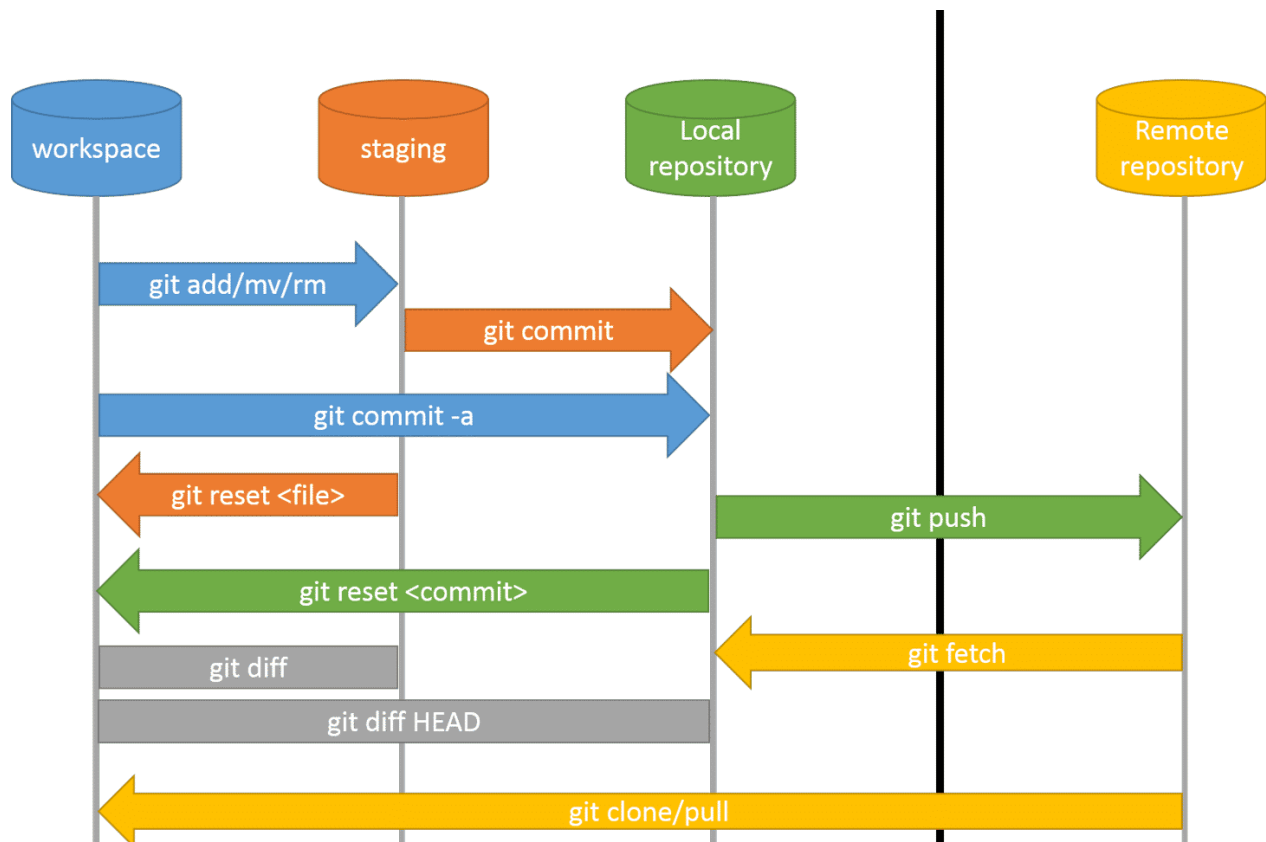 workspace
staging
Local
repository
Remote
repository
git add/mv/rm
git commit
git commit -a
git reset <file>
git push
git reset <commit>
git fetch
git diff
git diff HEAD
git clone/pull